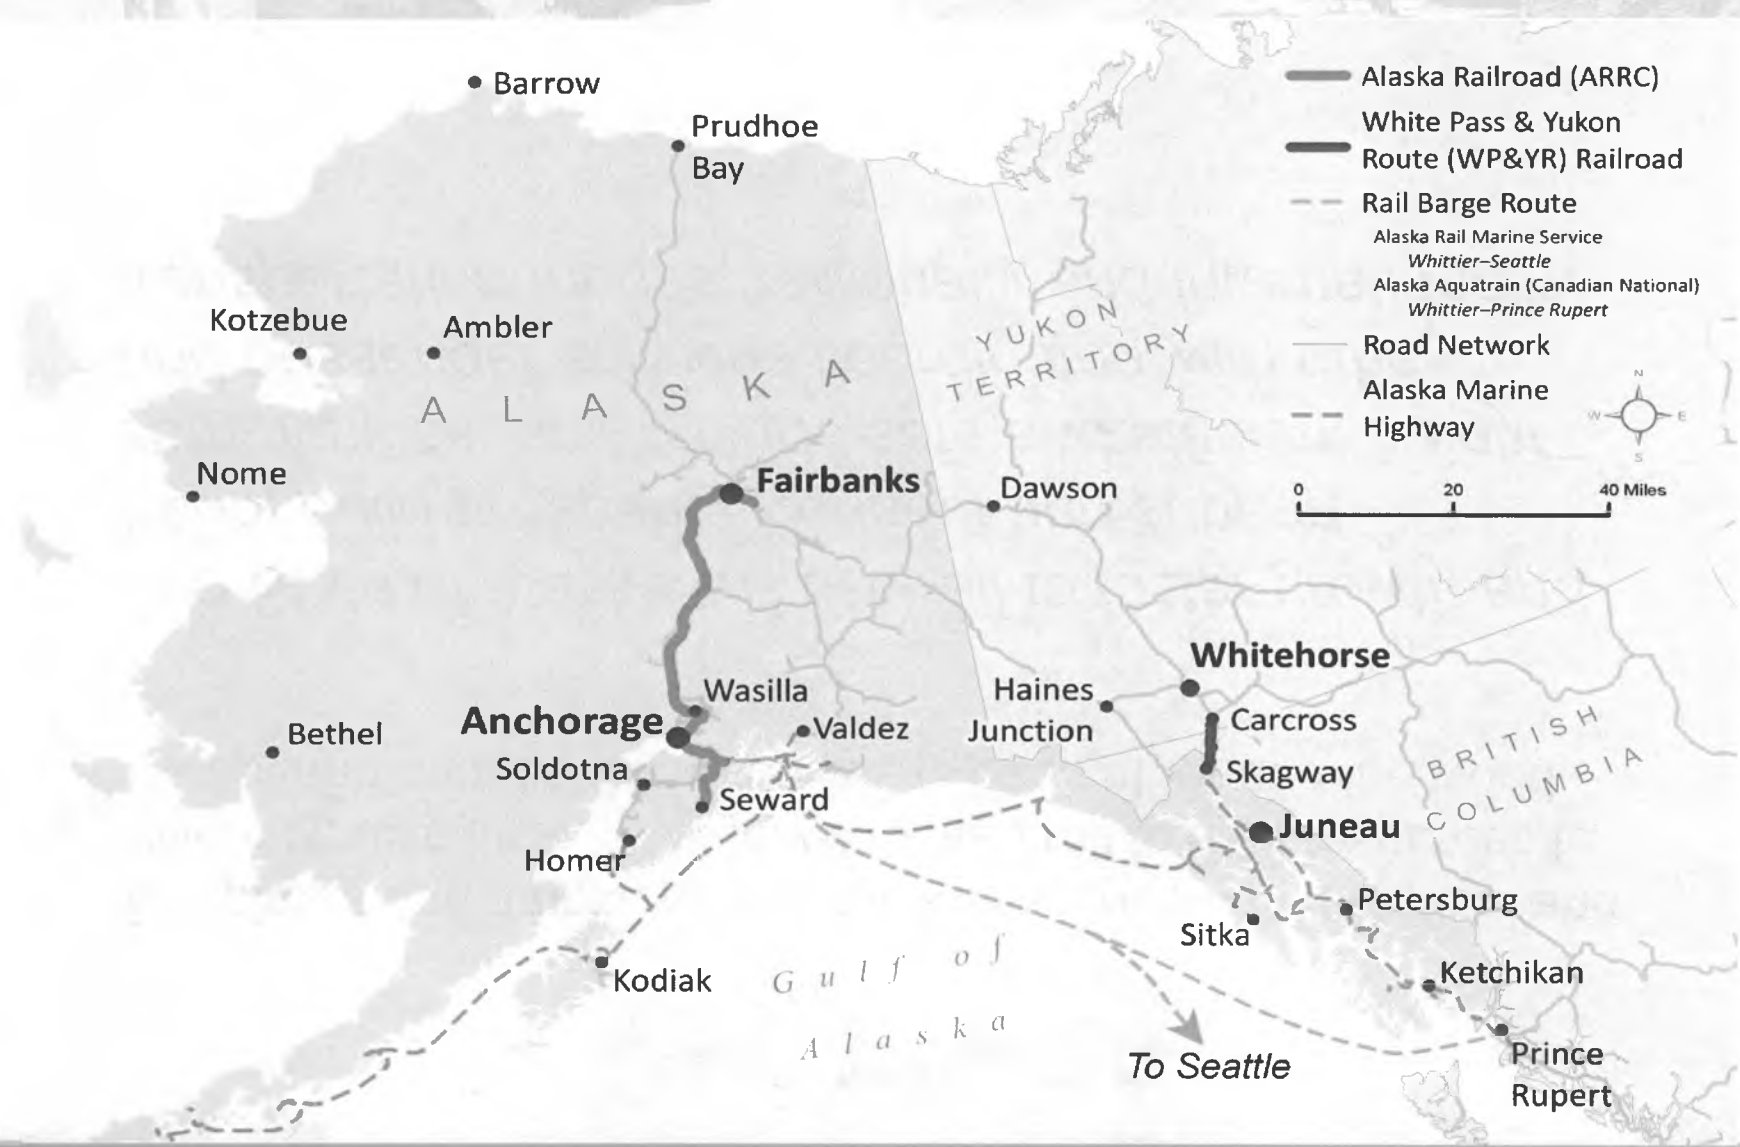 Barrow
Prudhoe
Bay
Kotzebue
Ambler
ALASKA
Nome
Fairbanks
YUKON
TERRITORY
Dawson
Whitehorse
Haines
Junction
Carcross
Skagway
Wasilla
Anchorage
Valdez
Bethel
Soldotna
Seward
Homer
Juneau
BRITISH
COLUMBIA
Petersburg
Sitka
Kodiak
Ketchikan
Gulf of
Alaska
To Seattle
Prince
Rupert
Alaska Railroad (ARRC)
White Pass & Yukon
Route (WP&YR) Railroad
Rail Barge Route
Alaska Rail Marine Service
Whittier–Seattle
Alaska Aquatrain (Canadian National)
Whittier–Prince Rupert
Road Network
Alaska Marine
Highway
N
W E
S
0 20 40 Miles